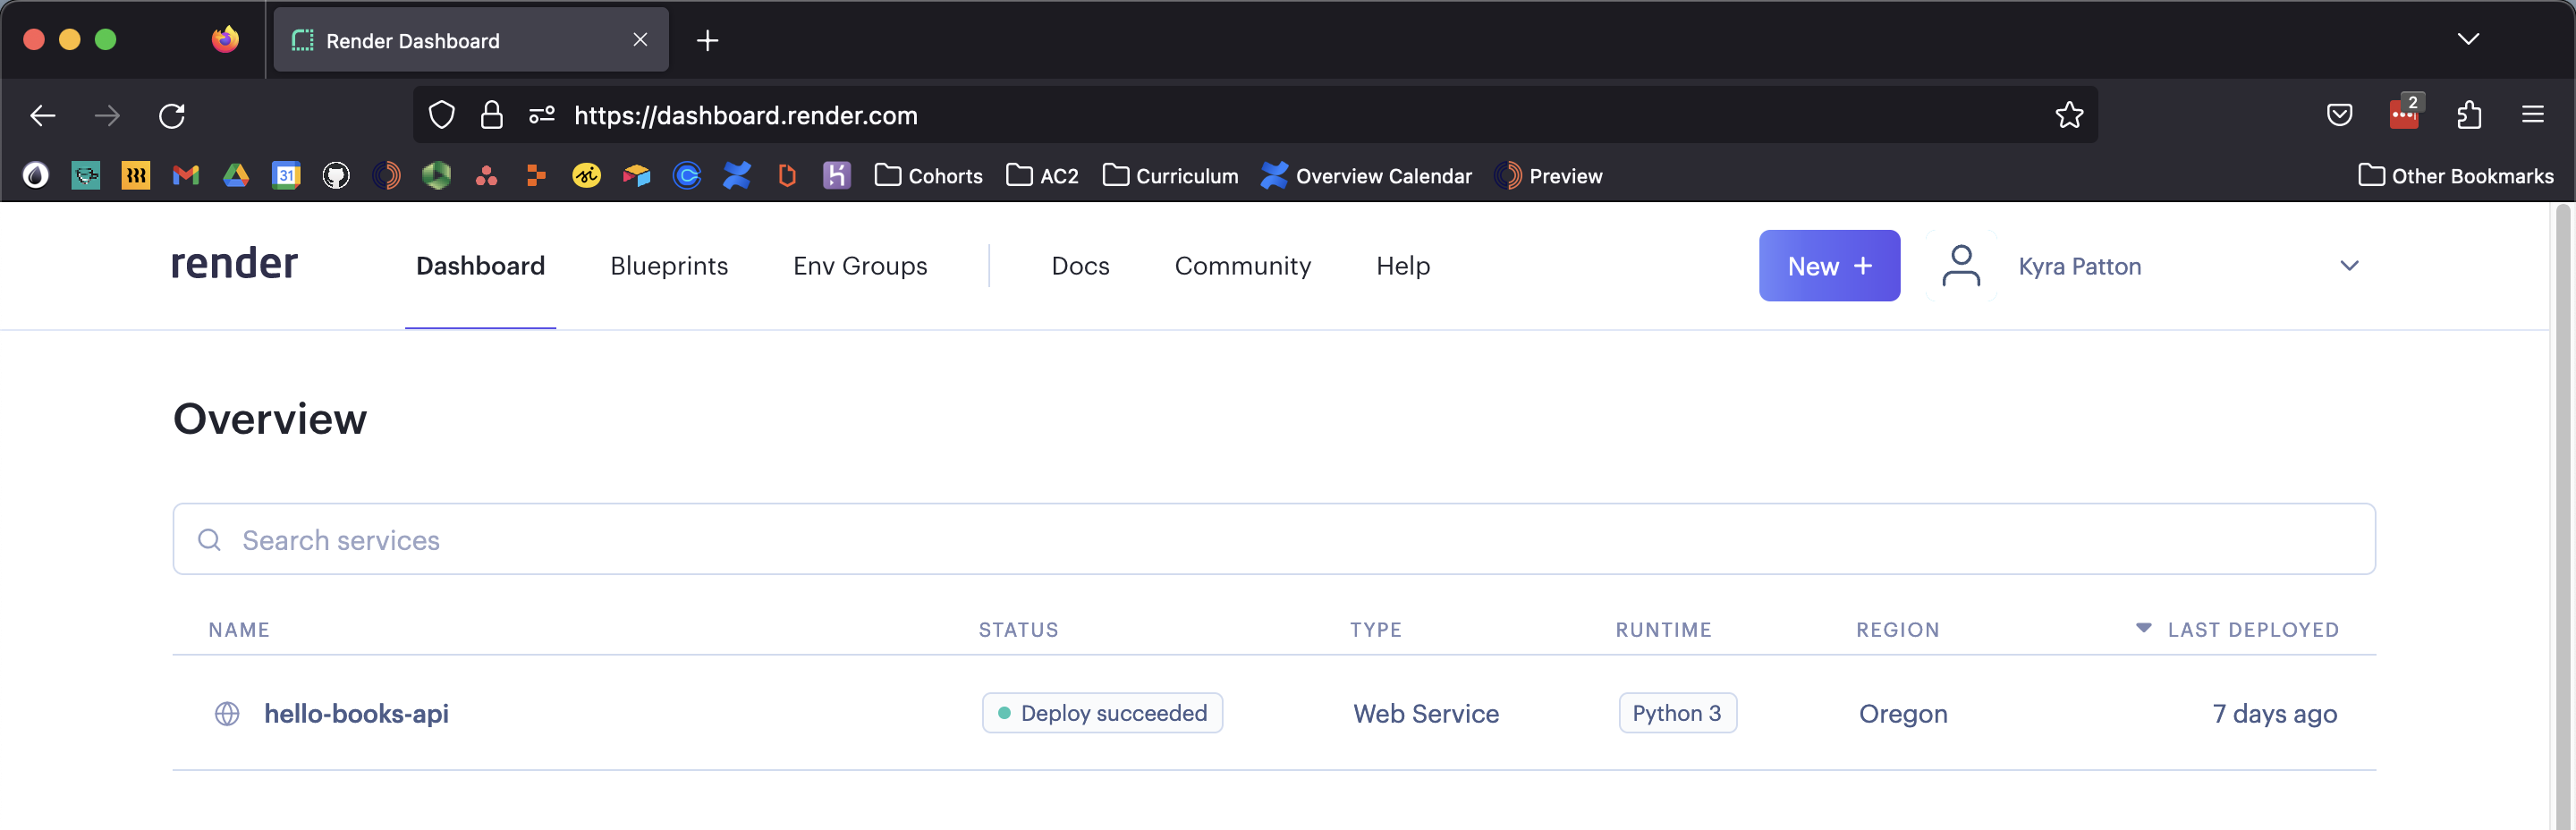 Render Dashboard
https://dashboard.render.com
2
31
Cohorts AC2 Curriculum Overview Calendar Preview Other Bookmarks
render Dashboard Blueprints Env Groups Docs Community Help New + Kyra Patton
Overview
Search services
NAME STATUS TYPE RUNTIME REGION LAST DEPLOYED
hello-books-api Deploy succeeded Web Service Python 3 Oregon 7 days ago